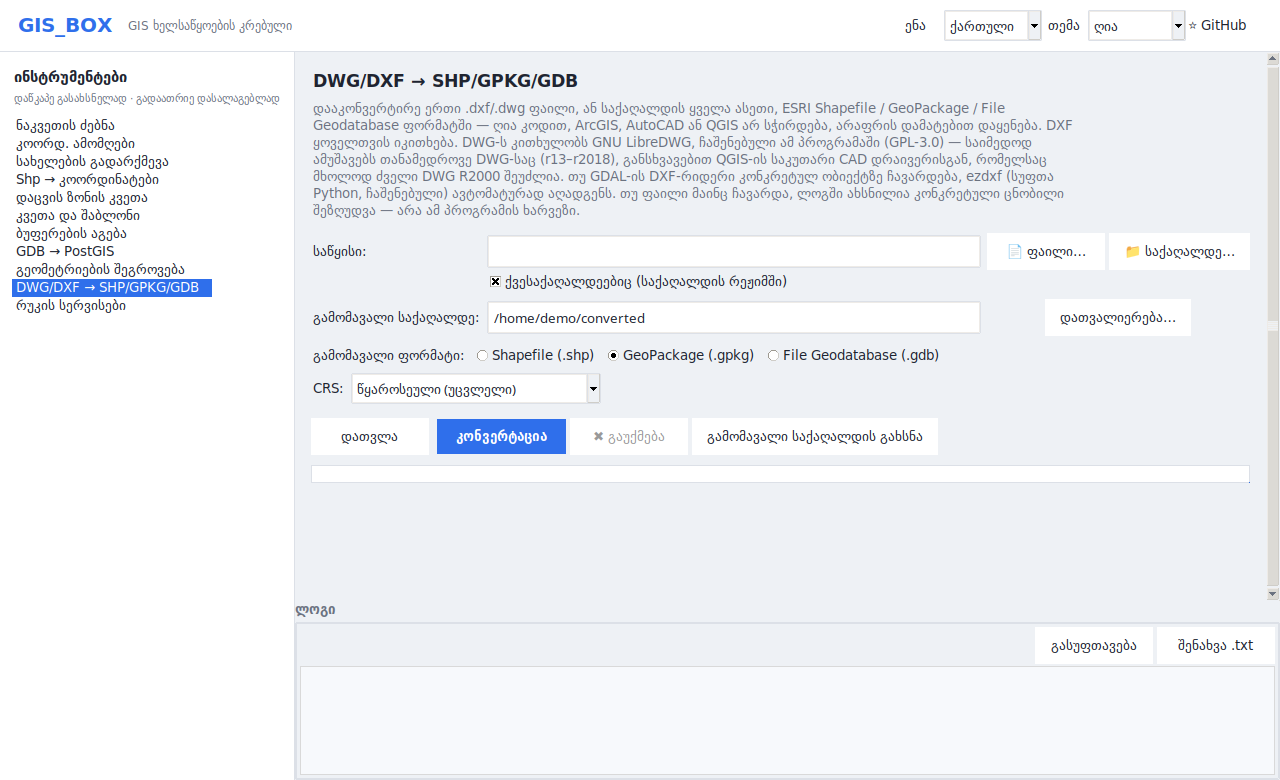 GIS_BOX GIS ხელსაწყოების კრებული ენა ქართული თემა ღია ☆ GitHub
ინსტრუმენტები
დაწკაპე გასახსნელად · გადაათრიე დასალაგებლად
ნაკვეთის ძებნა
კოორდ. ამომღები
სახელების გადარქმევა
Shp → კოორდინატები
დაცვის ზონის კვეთა
კვეთა და შაბლონი
ბუფერების აგება
GDB → PostGIS
გეომეტრიების შეგროვება
DWG/DXF → SHP/GPKG/GDB
რუკის სერვისები
DWG/DXF → SHP/GPKG/GDB
დააკონვერტირე ერთი .dxf/.dwg ფაილი, ან საქაღალდის ყველა ასეთი, ESRI Shapefile / GeoPackage / File
Geodatabase ფორმატში — ღია კოდით, ArcGIS, AutoCAD ან QGIS არ სჭირდება, არაფრის დამატებით დაყენება. DXF
ყოველთვის იკითხება. DWG-ს კითხულობს GNU LibreDWG, ჩაშენებული ამ პროგრამაში (GPL-3.0) — საიმედოდ
ამუშავებს თანამედროვე DWG-საც (r13–r2018), განსხვავებით QGIS-ის საკუთარი CAD დრაივერისგან, რომელსაც
მხოლოდ ძველი DWG R2000 შეუძლია. თუ GDAL-ის DXF-რიდერი კონკრეტულ ობიექტზე ჩავარდება, ezdxf (სუფთა
Python, ჩაშენებული) ავტომატურად აღადგენს. თუ ფაილი მაინც ჩავარდა, ლოგში ახსნილია კონკრეტული ცნობილი
შეზღუდვა — არა ამ პროგრამის ხარვეზი.
საწყისი: 📄 ფაილი... 📁 საქაღალდე...
ქვესაქაღალდეებიც (საქაღალდის რეჟიმში)
გამომავალი საქაღალდე: /home/demo/converted დათვალიერება...
გამომავალი ფორმატი: Shapefile (.shp) GeoPackage (.gpkg) File Geodatabase (.gdb)
CRS: წყაროსეული (უცვლელი)
დათვლა კონვერტაცია ✖ გაუქმება გამომავალი საქაღალდის გახსნა
ლოგი
გასუფთავება შენახვა .txt